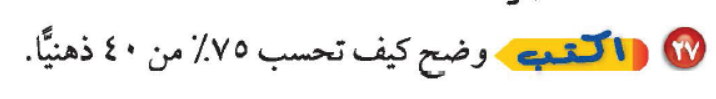 ٢٧ اكتب وضح كيف تحسب ٧٥٪ من ٤٠ ذهنيًّا.